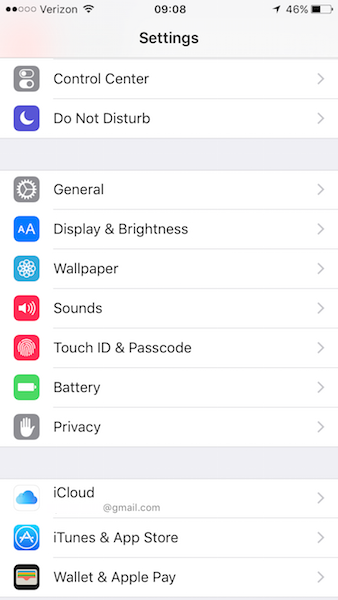 Verizon 09:08 46%
Settings
Control Center
Do Not Disturb
General
AA Display & Brightness
Wallpaper
Sounds
Touch ID & Passcode
Battery
Privacy
iCloud
@gmail.com
iTunes & App Store
Wallet & Apple Pay